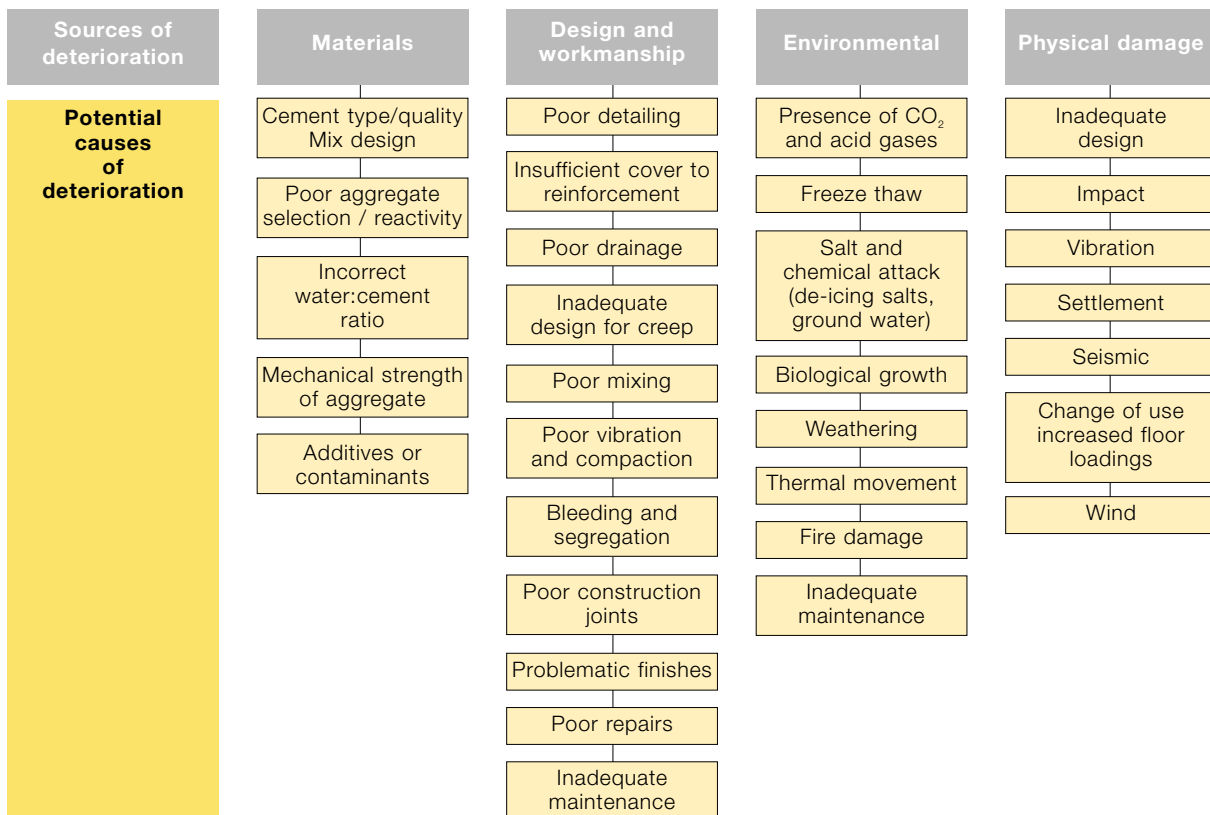 Sources of
deterioration
Materials
Design and
workmanship
Environmental
Physical damage
Potential
causes
of
deterioration
Cement type/quality
Mix design
Poor aggregate
selection / reactivity
Incorrect
water:cement
ratio
Mechanical strength
of aggregate
Additives or
contaminants
Poor detailing
Insufficient cover to
reinforcement
Poor drainage
Inadequate
design for creep
Poor mixing
Poor vibration
and compaction
Bleeding and
segregation
Poor construction
joints
Problematic finishes
Poor repairs
Inadequate
maintenance
Presence of CO₂
and acid gases
Freeze thaw
Salt and
chemical attack
(de-icing salts,
ground water)
Biological growth
Weathering
Thermal movement
Fire damage
Inadequate
maintenance
Inadequate
design
Impact
Vibration
Settlement
Seismic
Change of use
increased floor
loadings
Wind